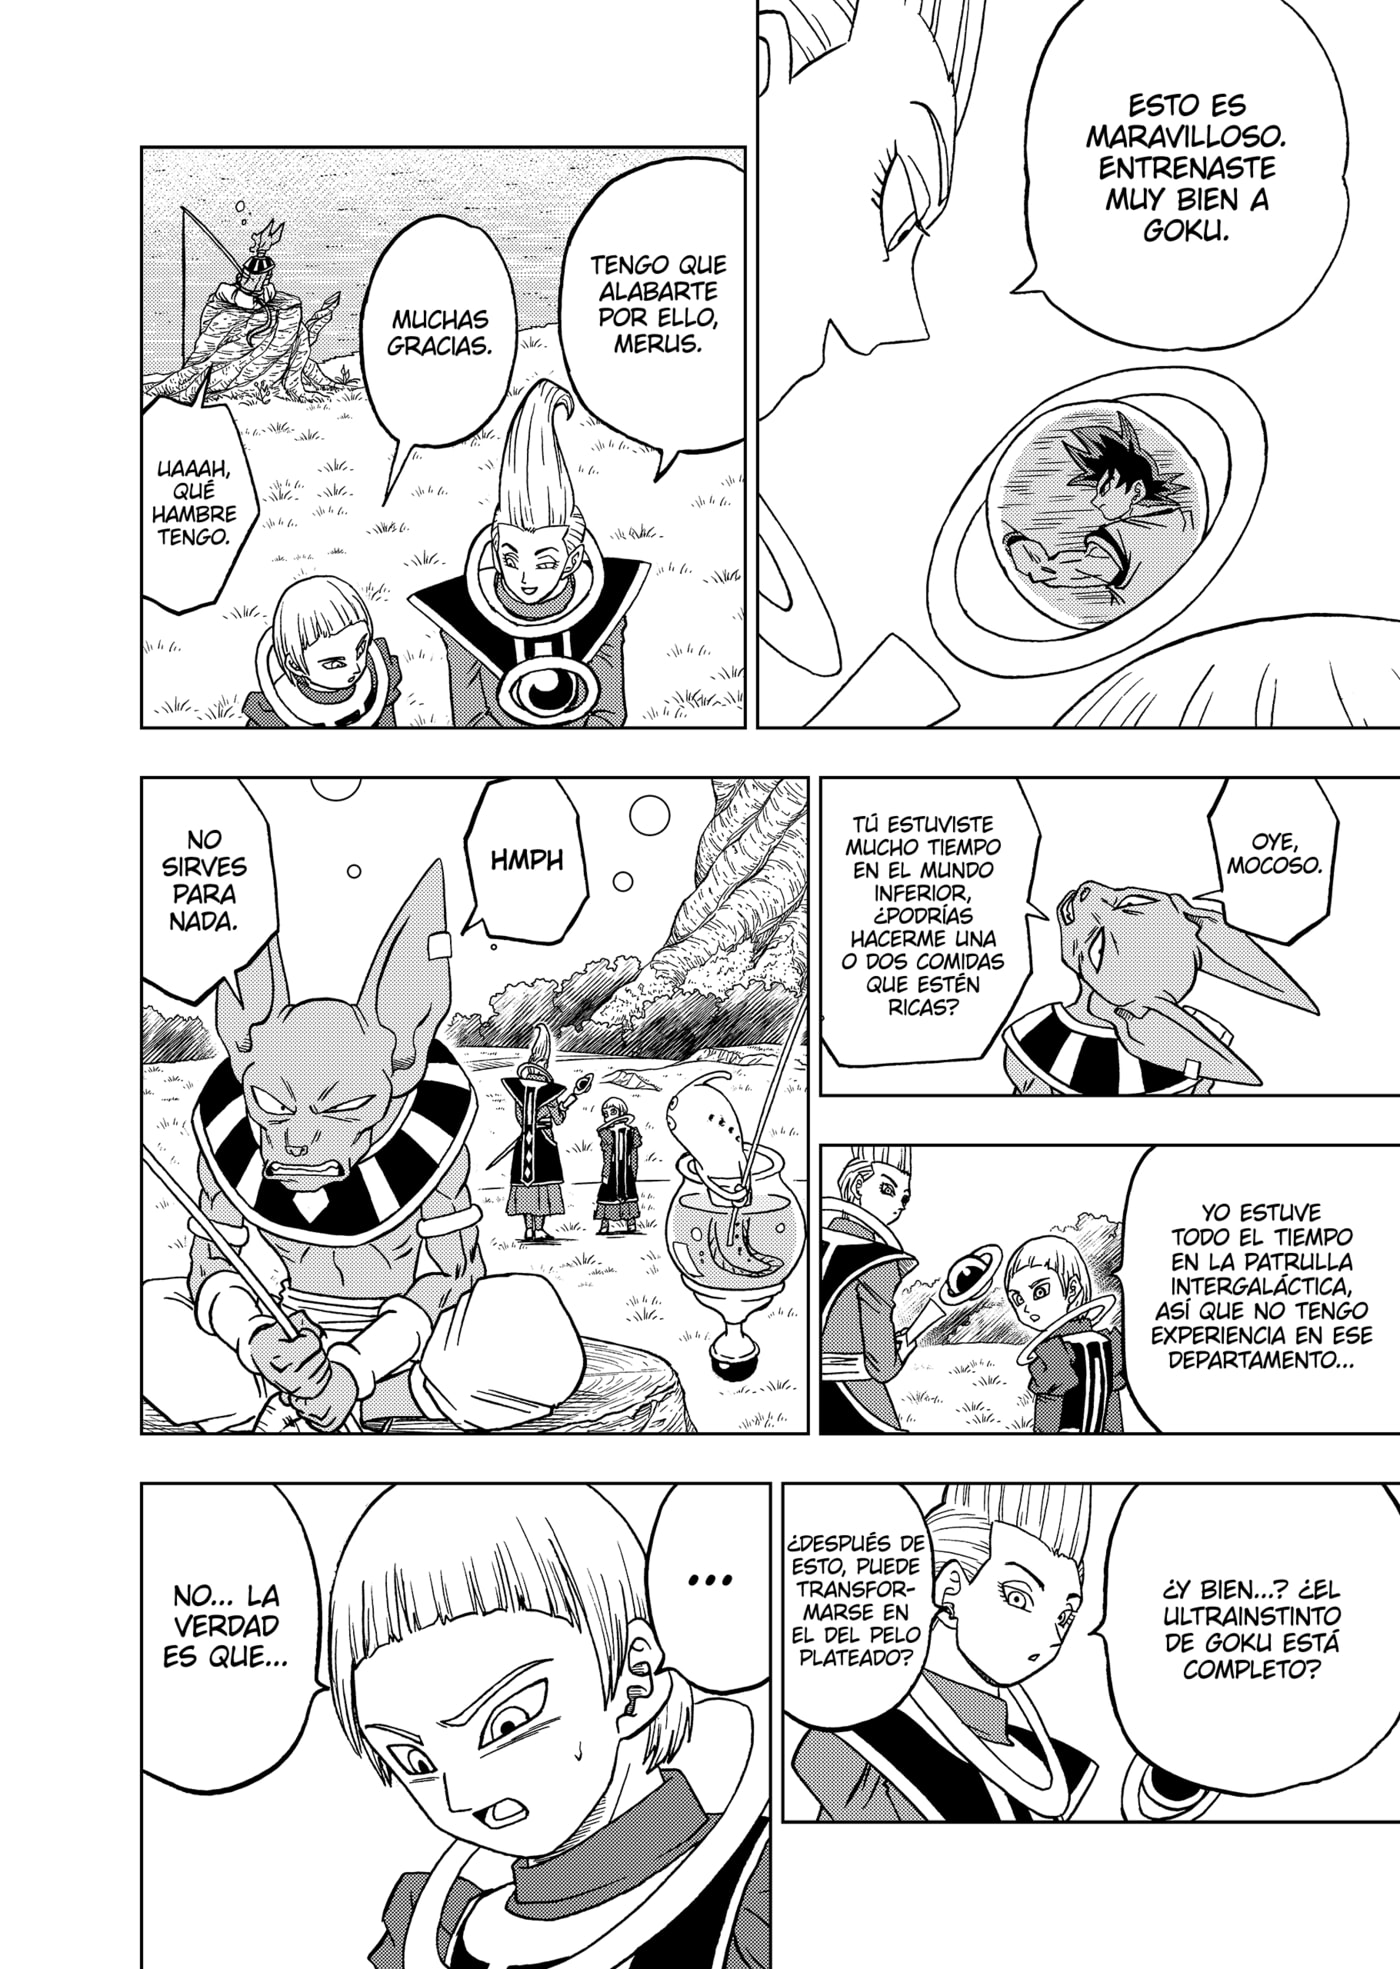 ESTO ES
MARAVILLOSO.
ENTRENASTE
MUY BIEN A
GOKU.
TENGO QUE
ALABARTE
POR ELLO,
MERUS.
MUCHAS
GRACIAS.
UAAAH,
QUÉ
HAMBRE
TENGO.
OYE,
MOCOSO.
TÚ ESTUVISTE
MUCHO TIEMPO
EN EL MUNDO
INFERIOR,
¿PODRÍAS
HACERME UNA
O DOS COMIDAS
QUE ESTÉN
RICAS?
YO ESTUVE
TODO EL TIEMPO
EN LA PATRULLA
INTERGALÁCTICA,
ASÍ QUE NO TENGO
EXPERIENCIA EN ESE
DEPARTAMENTO...
HMPH
NO
SIRVES
PARA
NADA.
¿Y BIEN...? ¿EL
ULTRAINSTINTO
DE GOKU ESTÁ
COMPLETO?
¿DESPUÉS DE
ESTO, PUEDE
TRANSFOR-
MARSE EN
EL DEL PELO
PLATEADO?
...
NO... LA
VERDAD
ES QUE...